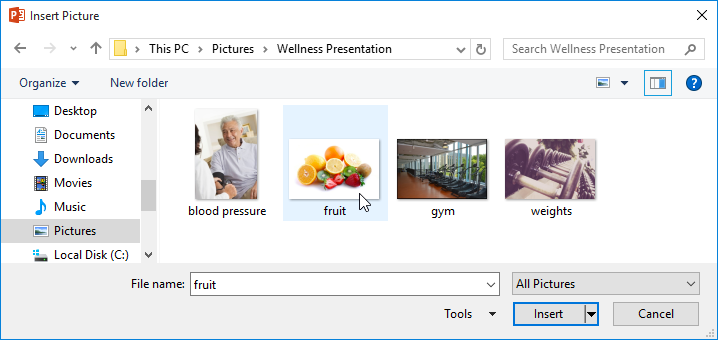 Insert Picture
This PC > Pictures > Wellness Presentation
Search Wellness Presentation
Organize
New folder
?
Desktop
Documents
Downloads
Movies
Music
Pictures
Local Disk (C:)
blood pressure
fruit
gym
weights
File name: fruit
All Pictures
Tools
Insert
Cancel